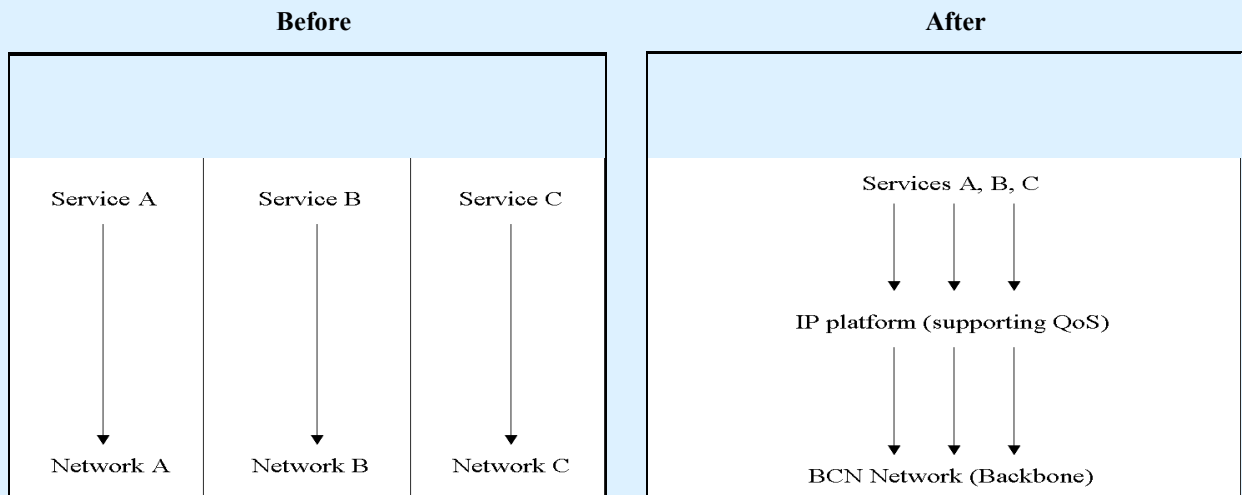 Before
After
Service A
Service B
Service C
Network A
Network B
Network C
Services A, B, C
IP platform (supporting QoS)
BCN Network (Backbone)